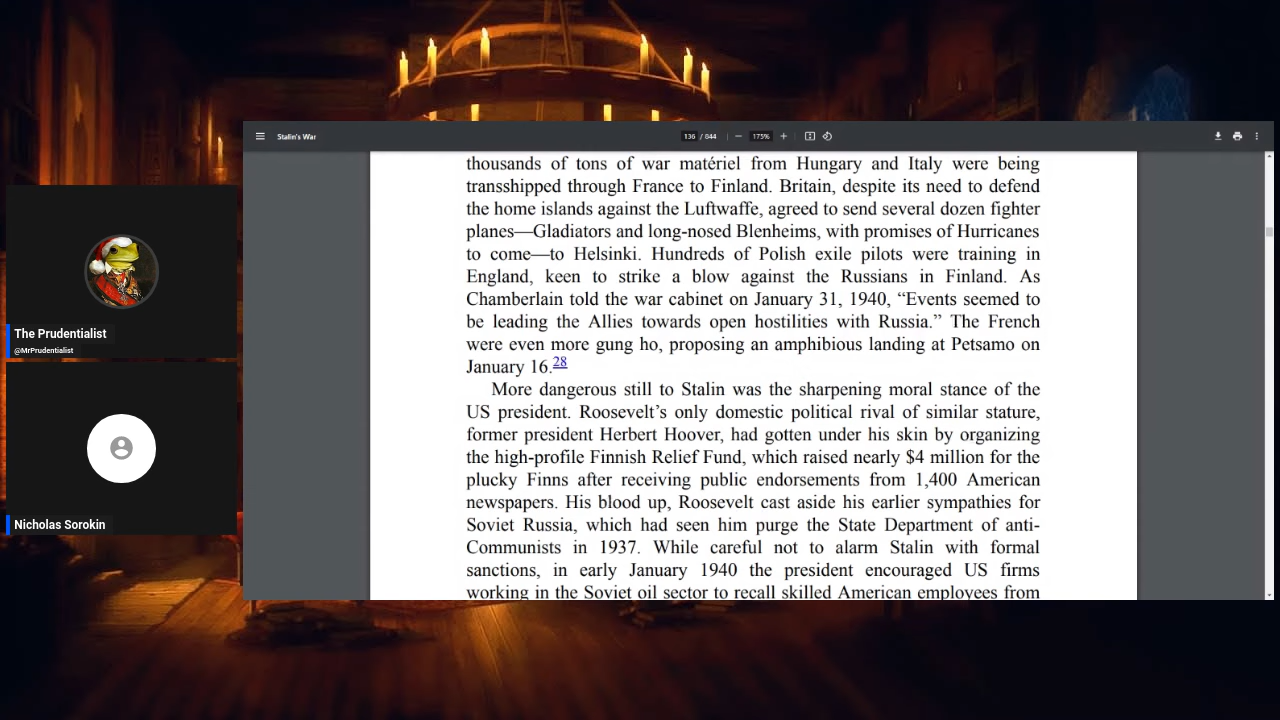 Stalin's War
136 / 844
175%
The Prudentialist
@MrPrudentialist
Nicholas Sorokin
thousands of tons of war matériel from Hungary and Italy were being
transshipped through France to Finland. Britain, despite its need to defend
the home islands against the Luftwaffe, agreed to send several dozen fighter
planes—Gladiators and long-nosed Blenheims, with promises of Hurricanes
to come—to Helsinki. Hundreds of Polish exile pilots were training in
England, keen to strike a blow against the Russians in Finland. As
Chamberlain told the war cabinet on January 31, 1940, “Events seemed to
be leading the Allies towards open hostilities with Russia.” The French
were even more gung ho, proposing an amphibious landing at Petsamo on
January 16.28
More dangerous still to Stalin was the sharpening moral stance of the
US president. Roosevelt’s only domestic political rival of similar stature,
former president Herbert Hoover, had gotten under his skin by organizing
the high-profile Finnish Relief Fund, which raised nearly $4 million for the
plucky Finns after receiving public endorsements from 1,400 American
newspapers. His blood up, Roosevelt cast aside his earlier sympathies for
Soviet Russia, which had seen him purge the State Department of anti-
Communists in 1937. While careful not to alarm Stalin with formal
sanctions, in early January 1940 the president encouraged US firms
working in the Soviet oil sector to recall skilled American employees from